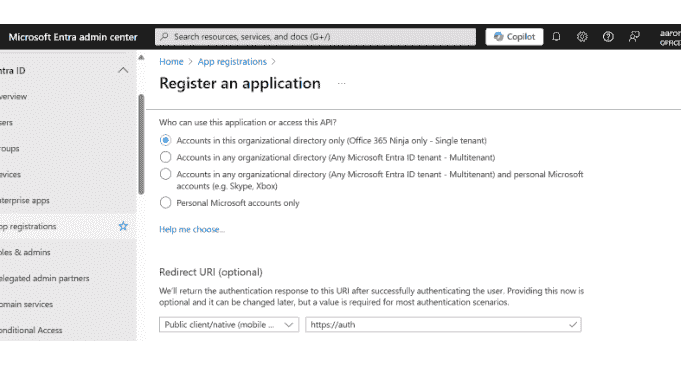 Microsoft Entra admin center
Search resources, services, and docs (G+/)
Copilot
aaron
OFFICE
ntra ID
verview
sers
roups
evices
nterprise apps
pp registrations
oles & admins
elegated admin partners
omain services
onditional Access
Home > App registrations >
Register an application
...
Who can use this application or access this API?
Accounts in this organizational directory only (Office 365 Ninja only - Single tenant)
Accounts in any organizational directory (Any Microsoft Entra ID tenant - Multitenant)
Accounts in any organizational directory (Any Microsoft Entra ID tenant - Multitenant) and personal Microsoft
accounts (e.g. Skype, Xbox)
Personal Microsoft accounts only
Help me choose...
Redirect URI (optional)
We'll return the authentication response to this URI after successfully authenticating the user. Providing this now is
optional and it can be changed later, but a value is required for most authentication scenarios.
Public client/native (mobile ...
https://auth